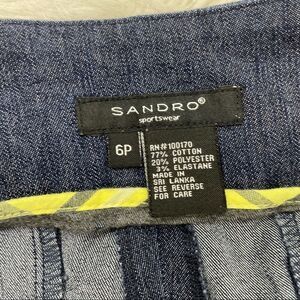 SANDRO®
sportswear
6P
RN#100170
77% COTTON
20% POLYESTER
3% ELASTANE
MADE IN
SRI LANKA
SEE REVERSE
FOR CARE